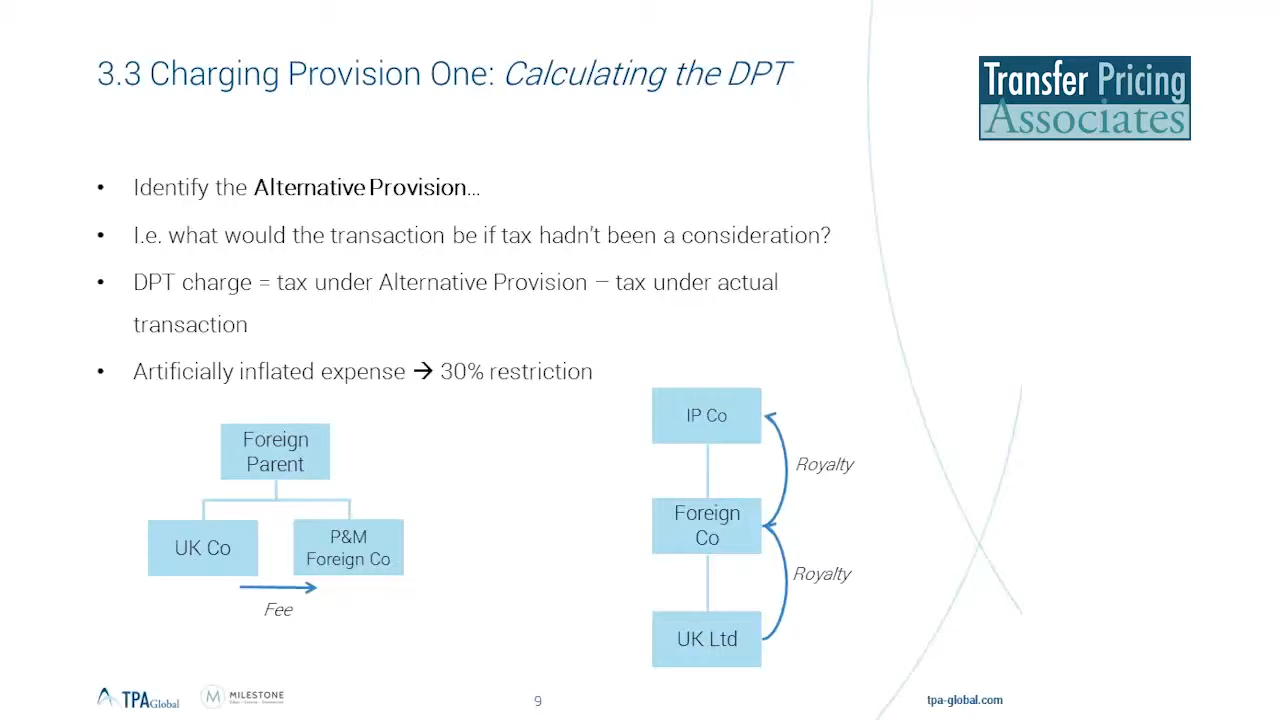 3.3 Charging Provision One: Calculating the DPT
Transfer Pricing
Associates
• Identify the Alternative Provision…
• I.e. what would the transaction be if tax hadn’t been a consideration?
• DPT charge = tax under Alternative Provision – tax under actual
transaction
• Artificially inflated expense → 30% restriction
Foreign
Parent
UK Co
P&M
Foreign Co
Fee
IP Co
Royalty
Foreign
Co
Royalty
UK Ltd
TPA Global
M MILESTONE
9
tpa-global.com